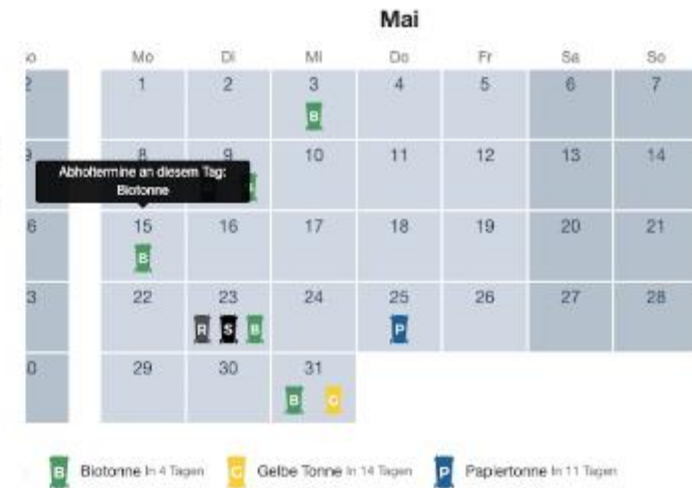 Mai
Mo Di Mi Do Fr Sa So
1 2 3 4 5 6 7
B
8 9 10 11 12 13 14
Abholtermine an diesem Tag:
Biotonne
15 16 17 18 19 20 21
B
22 23 24 25 26 27 28
R S B P
29 30 31
B G
B Biotonne In 4 Tagen G Gelbe Tonne In 14 Tagen P Papiertonne In 11 Tagen